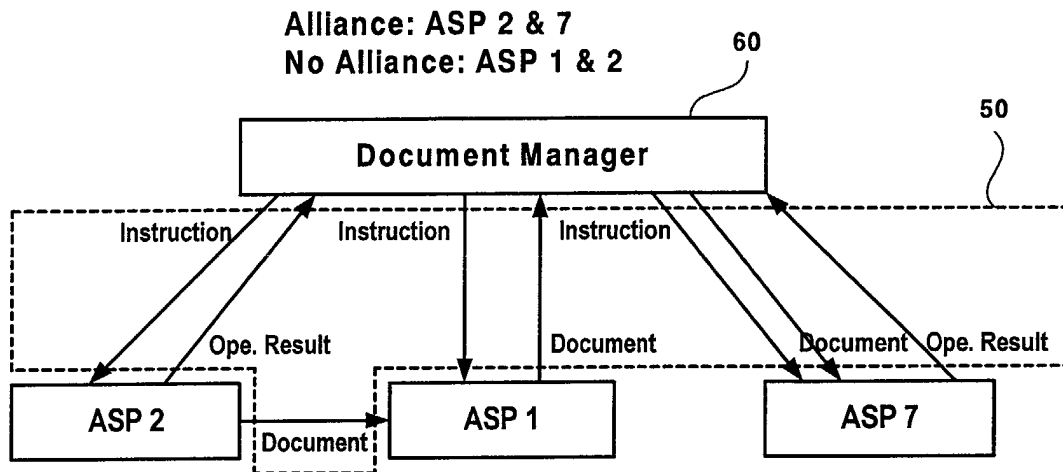 Alliance: ASP 2 & 7
No Alliance: ASP 1 & 2
60
50
Document Manager
Instruction
Instruction
Instruction
Ope. Result
Document
Document
Ope. Result
ASP 2
ASP 1
ASP 7
Document